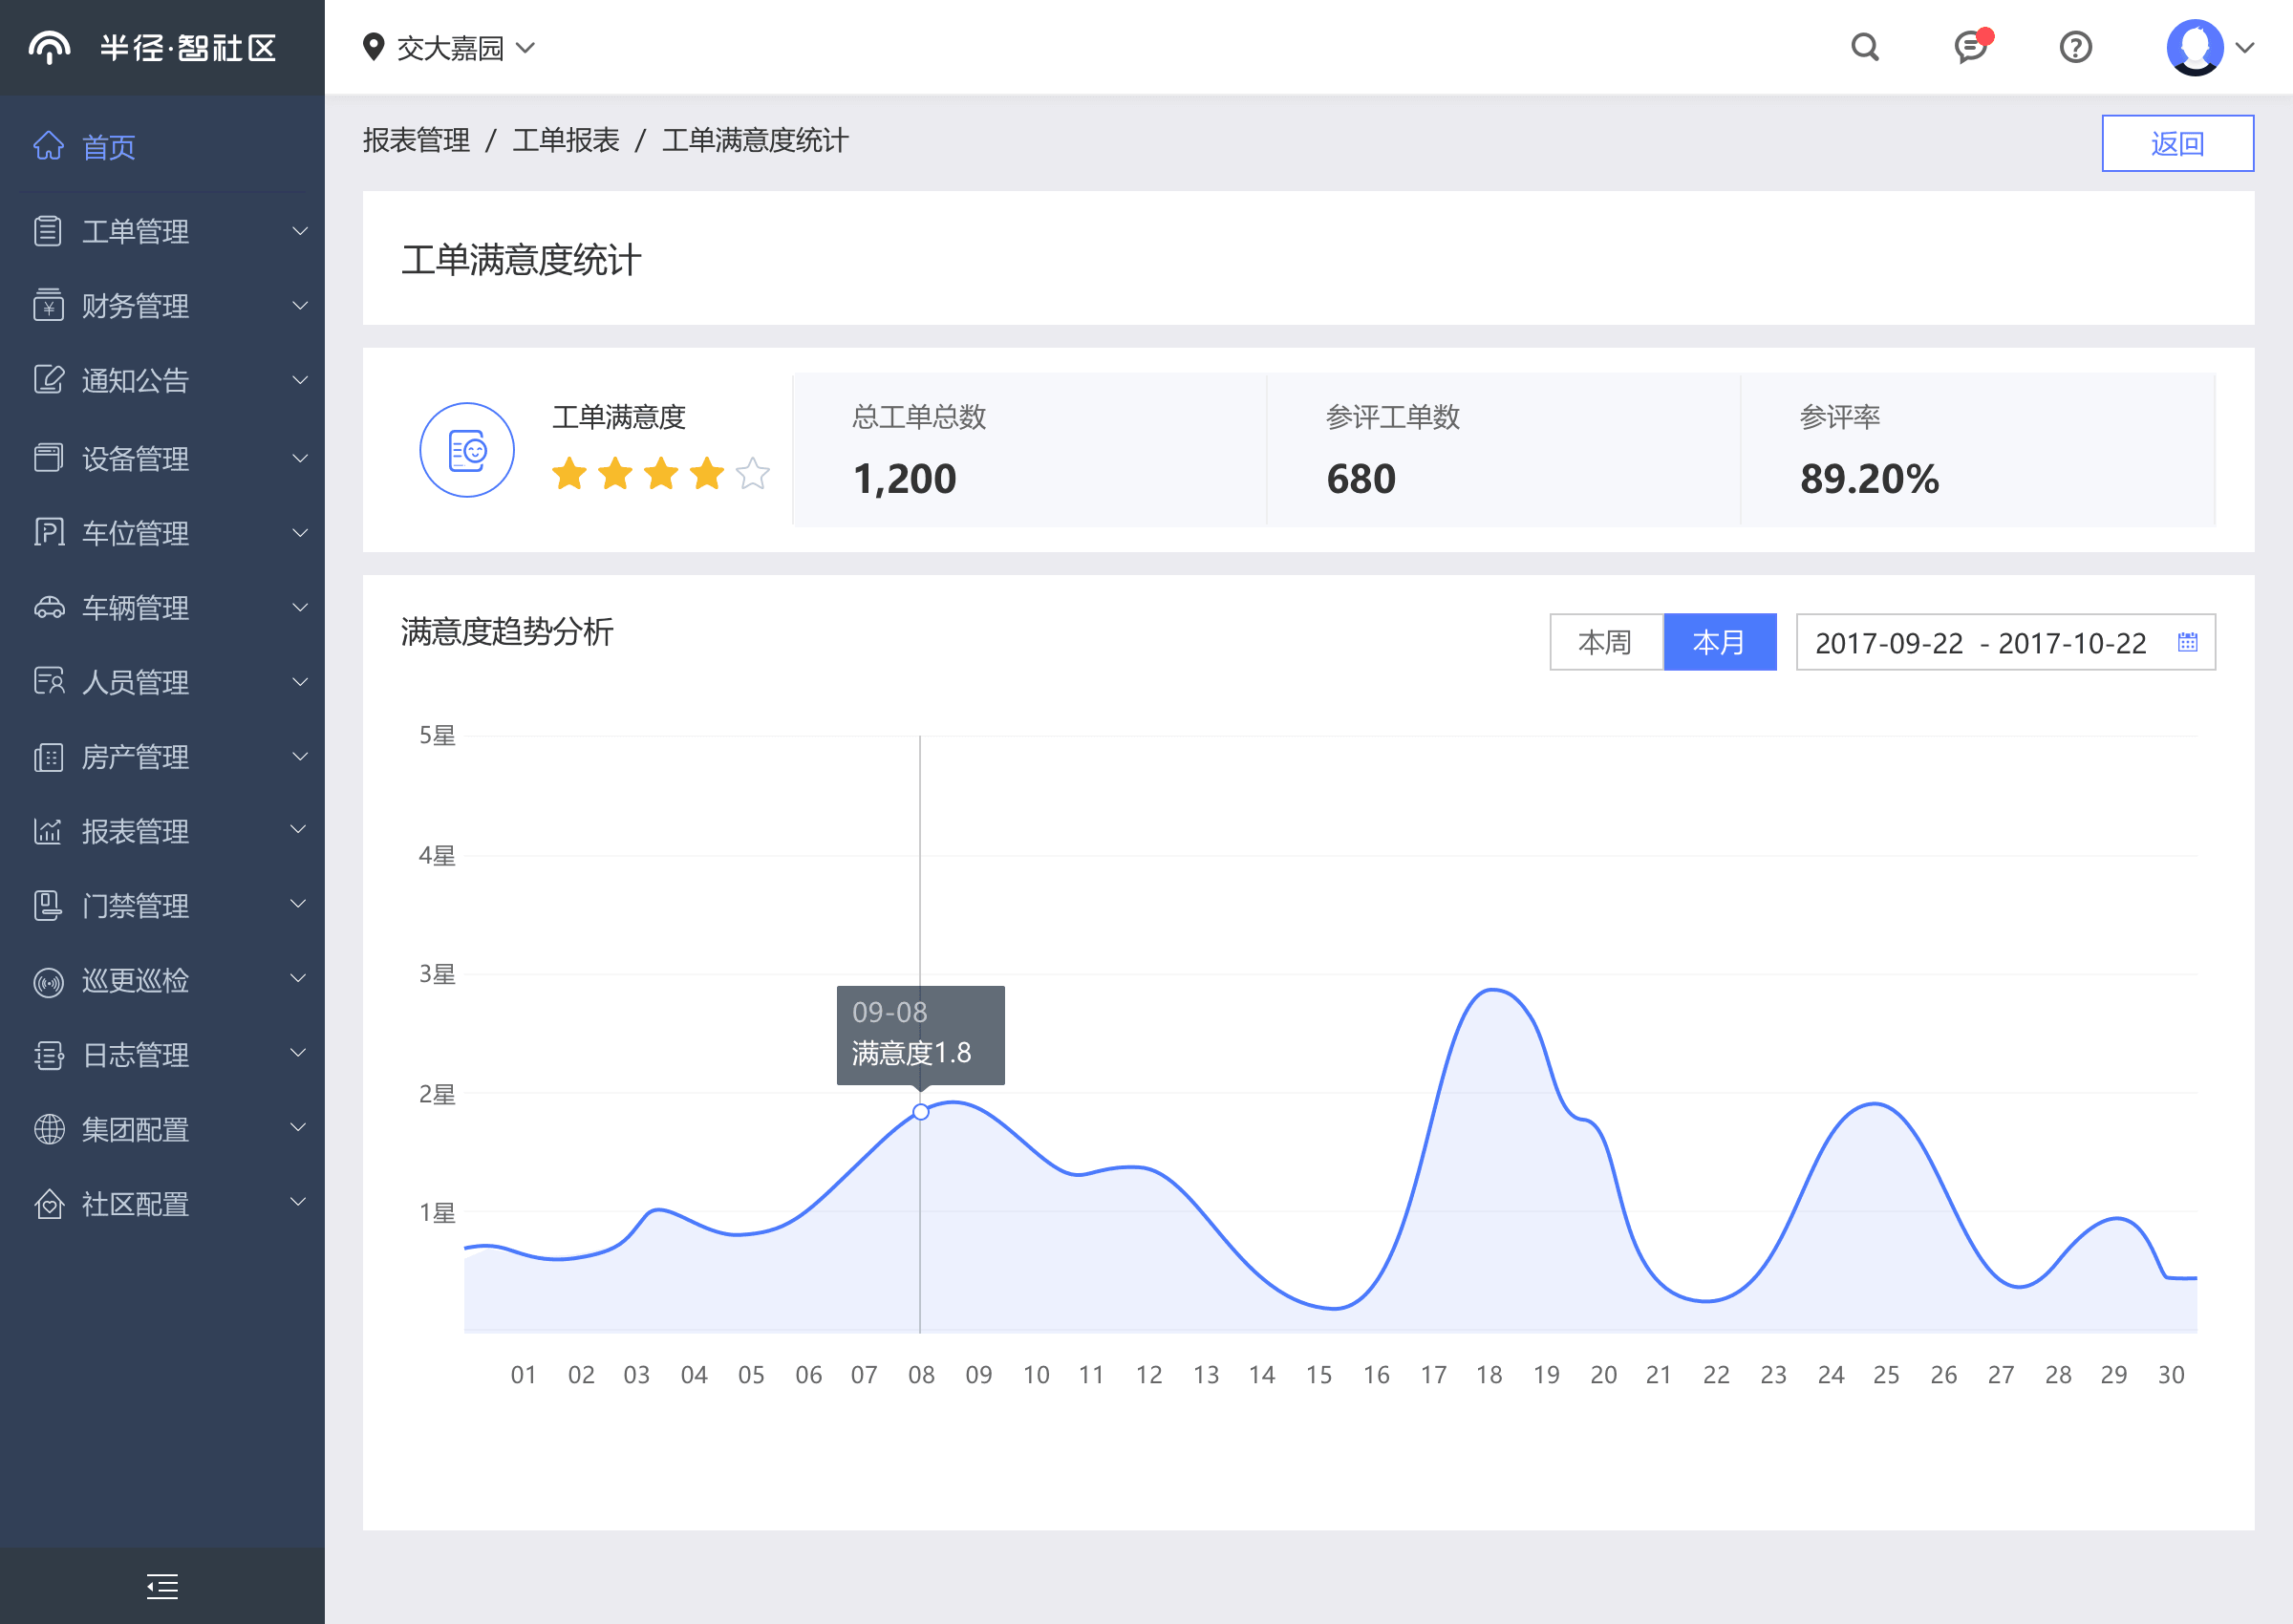 半径·智社区
交大嘉园
首页
工单管理
财务管理
通知公告
设备管理
车位管理
车辆管理
人员管理
房产管理
报表管理
门禁管理
巡更巡检
日志管理
集团配置
社区配置
报表管理 / 工单报表 / 工单满意度统计
返回
工单满意度统计
工单满意度
总工单总数
1,200
参评工单数
680
参评率
89.20%
满意度趋势分析
本周
本月
2017-09-22 - 2017-10-22
5星
4星
3星
2星
1星
09-08
满意度1.8
01 02 03 04 05 06 07 08 09 10 11 12 13 14 15 16 17 18 19 20 21 22 23 24 25 26 27 28 29 30